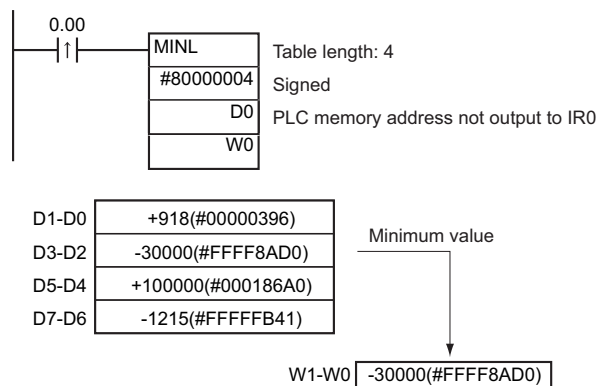 0.00
↑
MINL
Table length: 4
#80000004
Signed
D0
PLC memory address not output to IR0
W0
D1-D0 +918(#00000396)
Minimum value
D3-D2 -30000(#FFFF8AD0)
D5-D4 +100000(#000186A0)
D7-D6 -1215(#FFFFFB41)
W1-W0 -30000(#FFFF8AD0)